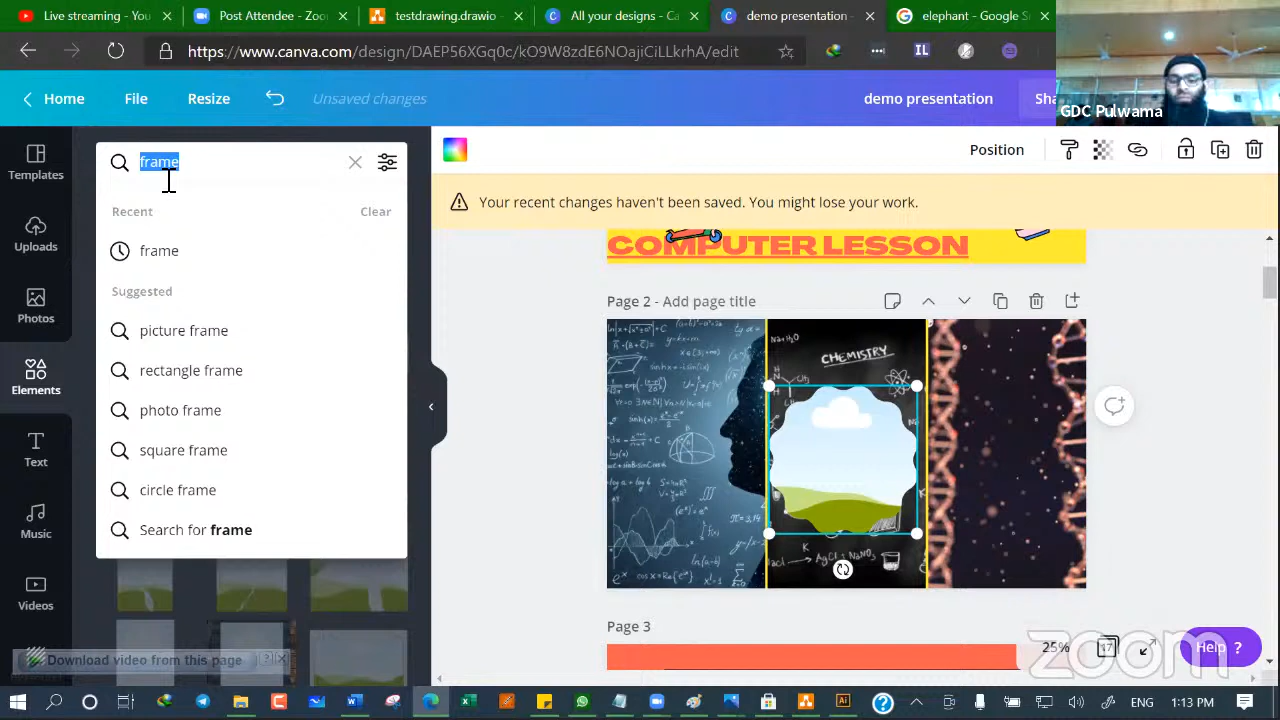 Live streaming - You
Post Attendee - Zoo
testdrawing.drawio -
All your designs - Ca
demo presentation -
elephant - Google S
https://www.canva.com/design/DAEP56XGq0c/kO9W8zdE6NOajiCiLLkrhA/edit
IL
GDC Pulwama
Home
File
Resize
Unsaved changes
demo presentation
Sha
Templates
Uploads
Photos
Elements
Text
Music
Videos
frame
Recent
Clear
frame
Suggested
picture frame
rectangle frame
photo frame
square frame
circle frame
Search for frame
Position
Your recent changes haven't been saved. You might lose your work.
COMPUTER LESSON
Page 2 - Add page title
CHEMISTRY
AgCl + NaNO3
Page 3
25%
17
Help ?
zoom
Download video from this page
?
ENG
1:13 PM